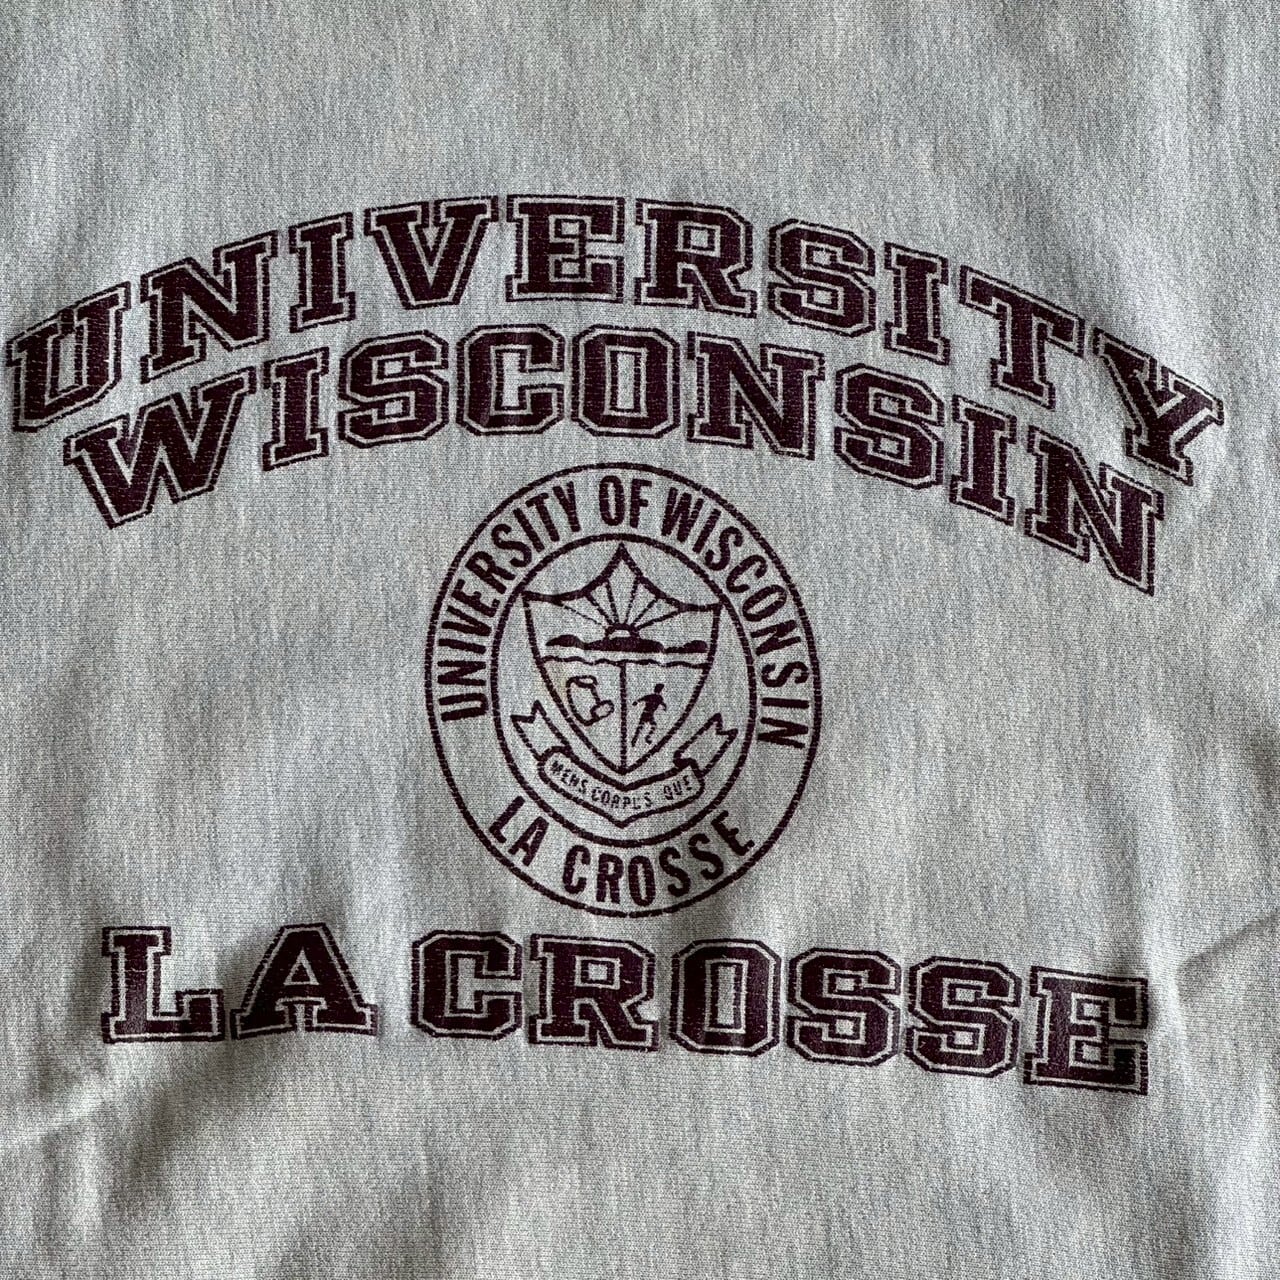 UNIVERSITY
WISCONSIN
UNIVERSITY OF WISCONSIN
MENS CORPUS QUE
LA CROSSE
LA CROSSE